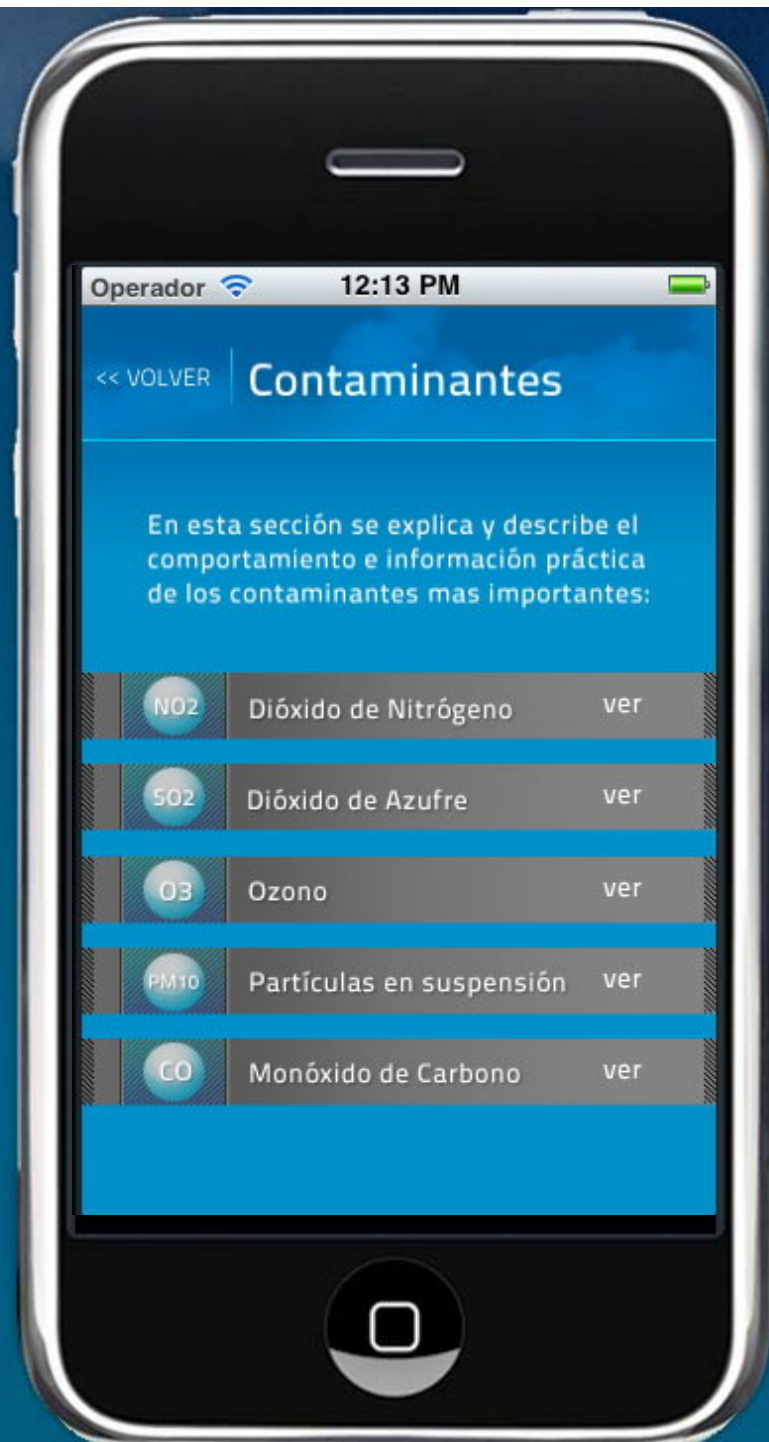 Operador 12:13 PM
<< VOLVER Contaminantes
En esta sección se explica y describe el
comportamiento e información práctica
de los contaminantes mas importantes:
NO2 Dióxido de Nitrógeno ver
SO2 Dióxido de Azufre ver
O3 Ozono ver
PM10 Partículas en suspensión ver
CO Monóxido de Carbono ver